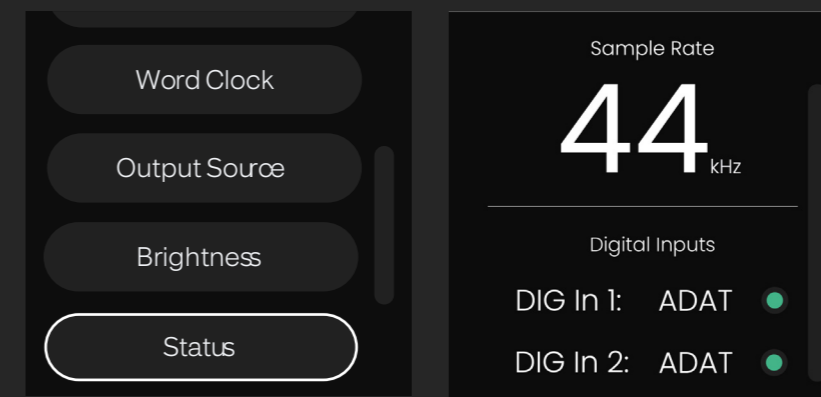 Word Clock
Output Source
Brightness
Status
Sample Rate
44 kHz
Digital Inputs
DIG In 1: ADAT
DIG In 2: ADAT